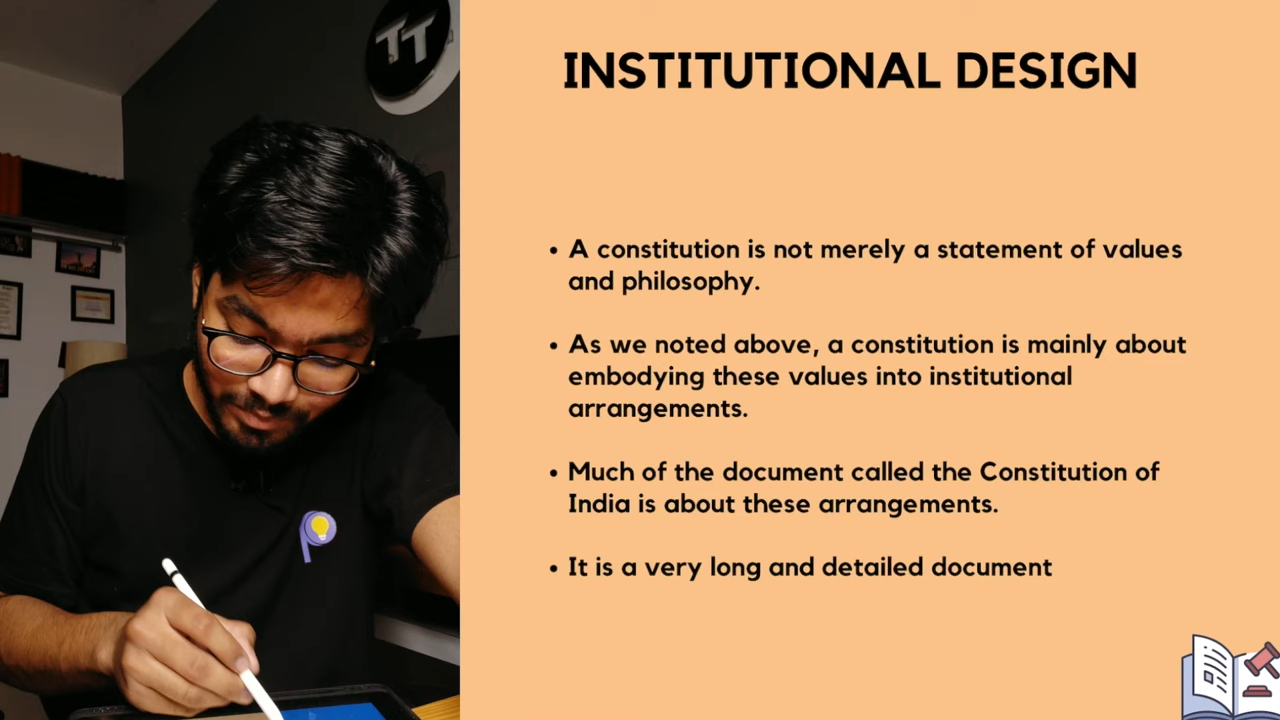 TT
INSTITUTIONAL DESIGN
• A constitution is not merely a statement of values
and philosophy.
• As we noted above, a constitution is mainly about
embodying these values into institutional
arrangements.
• Much of the document called the Constitution of
India is about these arrangements.
• It is a very long and detailed document